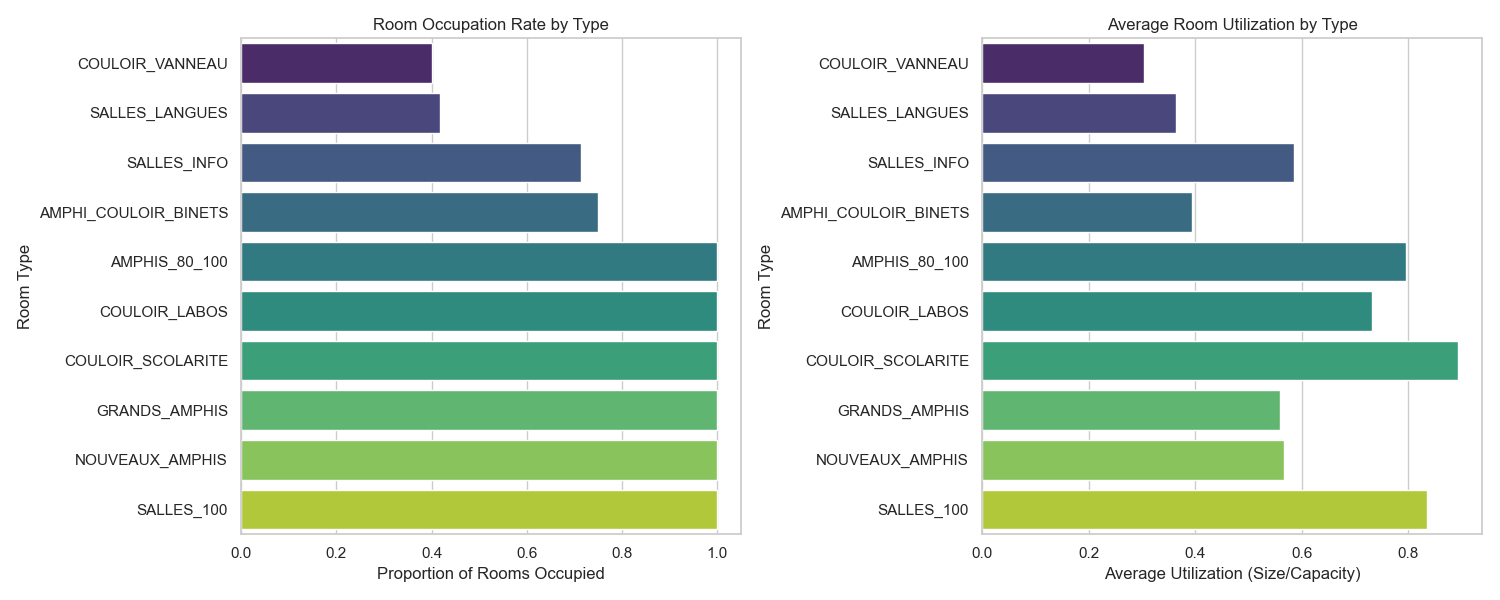 Room Occupation Rate by Type
Room Type
COULOIR_VANNEAU
SALLES_LANGUES
SALLES_INFO
AMPHI_COULOIR_BINETS
AMPHIS_80_100
COULOIR_LABOS
COULOIR_SCOLARITE
GRANDS_AMPHIS
NOUVEAUX_AMPHIS
SALLES_100
0.0 0.2 0.4 0.6 0.8 1.0
Proportion of Rooms Occupied
Average Room Utilization by Type
Room Type
COULOIR_VANNEAU
SALLES_LANGUES
SALLES_INFO
AMPHI_COULOIR_BINETS
AMPHIS_80_100
COULOIR_LABOS
COULOIR_SCOLARITE
GRANDS_AMPHIS
NOUVEAUX_AMPHIS
SALLES_100
0.0 0.2 0.4 0.6 0.8
Average Utilization (Size/Capacity)